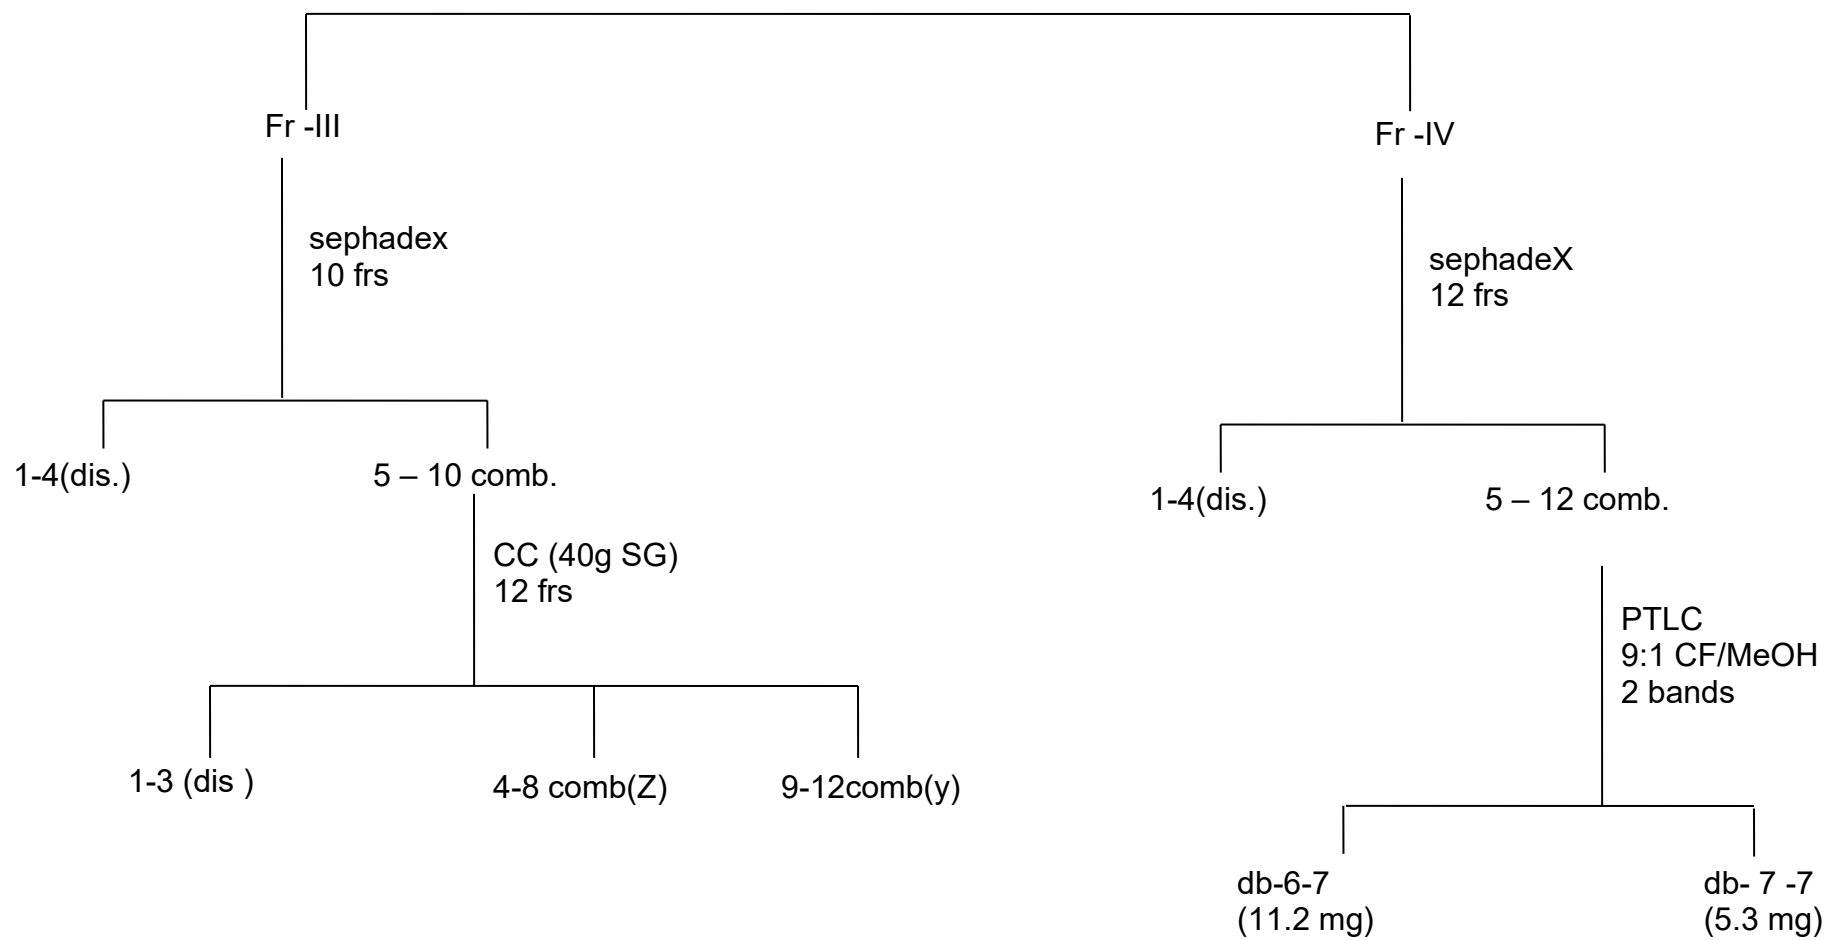 Fr -III
Fr -IV
sephadex
10 frs
sephadeX
12 frs
1-4(dis.)
5 – 10 comb.
1-4(dis.)
5 – 12 comb.
CC (40g SG)
12 frs
PTLC
9:1 CF/MeOH
2 bands
1-3 (dis )
4-8 comb(Z)
9-12comb(y)
db-6-7
(11.2 mg)
db- 7 -7
(5.3 mg)